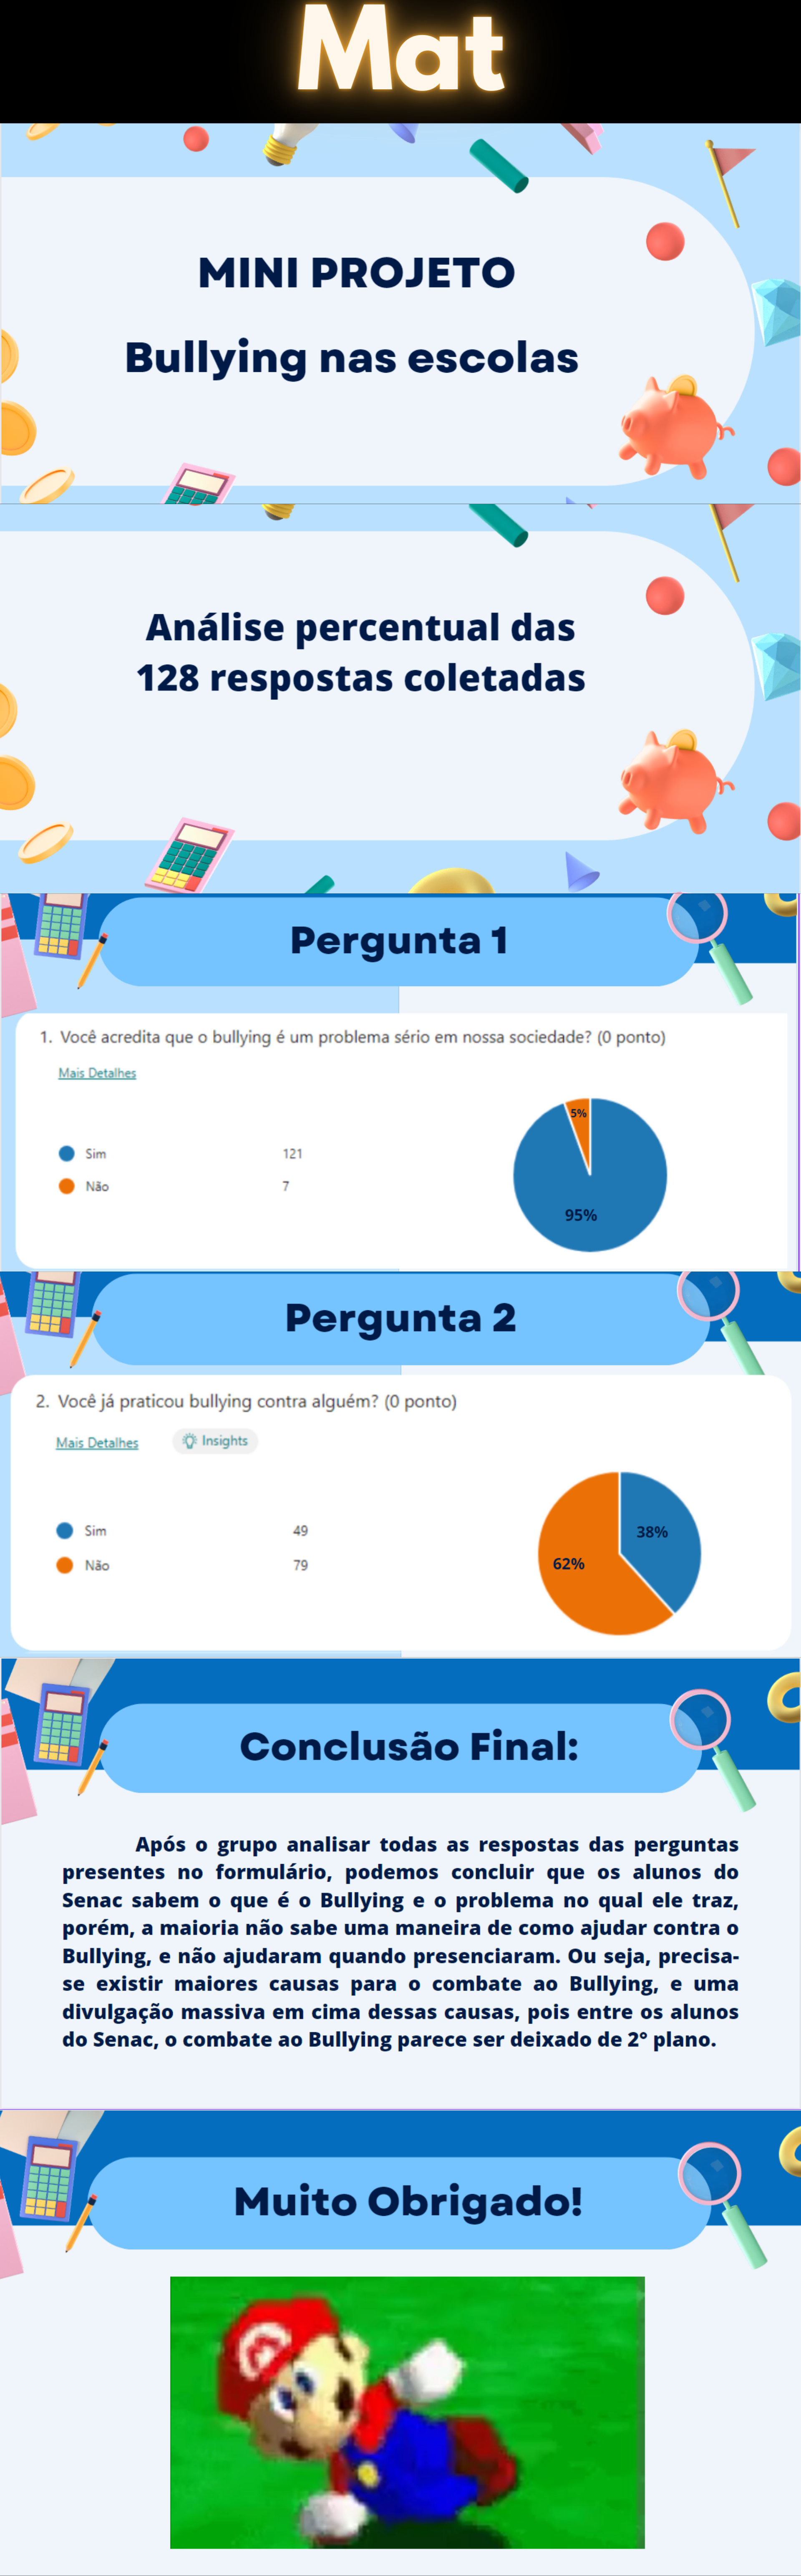 Mat
MINI PROJETO
Bullying nas escolas
Análise percentual das
128 respostas coletadas
Pergunta 1
1. Você acredita que o bullying é um problema sério em nossa sociedade? (0 ponto)
Mais Detalhes
Sim 121
Não 7
5%
95%
Pergunta 2
2. Você já praticou bullying contra alguém? (0 ponto)
Mais Detalhes Insights
Sim 49
Não 79
38%
62%
Conclusão Final:
Após o grupo analisar todas as respostas das perguntas
presentes no formulário, podemos concluir que os alunos do
Senac sabem o que é o Bullying e o problema no qual ele traz,
porém, a maioria não sabe uma maneira de como ajudar contra o
Bullying, e não ajudaram quando presenciaram. Ou seja, precisa-
se existir maiores causas para o combate ao Bullying, e uma
divulgação massiva em cima dessas causas, pois entre os alunos
do Senac, o combate ao Bullying parece ser deixado de 2° plano.
Muito Obrigado!